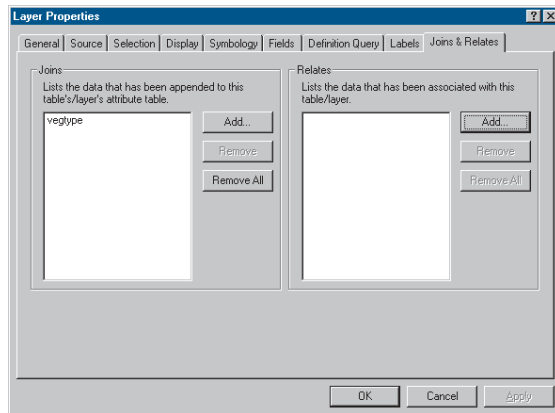 Layer Properties
General Source Selection Display Symbology Fields Definition Query Labels Joins & Relates
Joins
Lists the data that has been appended to this
table's/layer's attribute table.
vegtype
Add...
Remove
Remove All
Relates
Lists the data that has been associated with this
table/layer.
Add...
Remove
Remove All
OK Cancel Apply